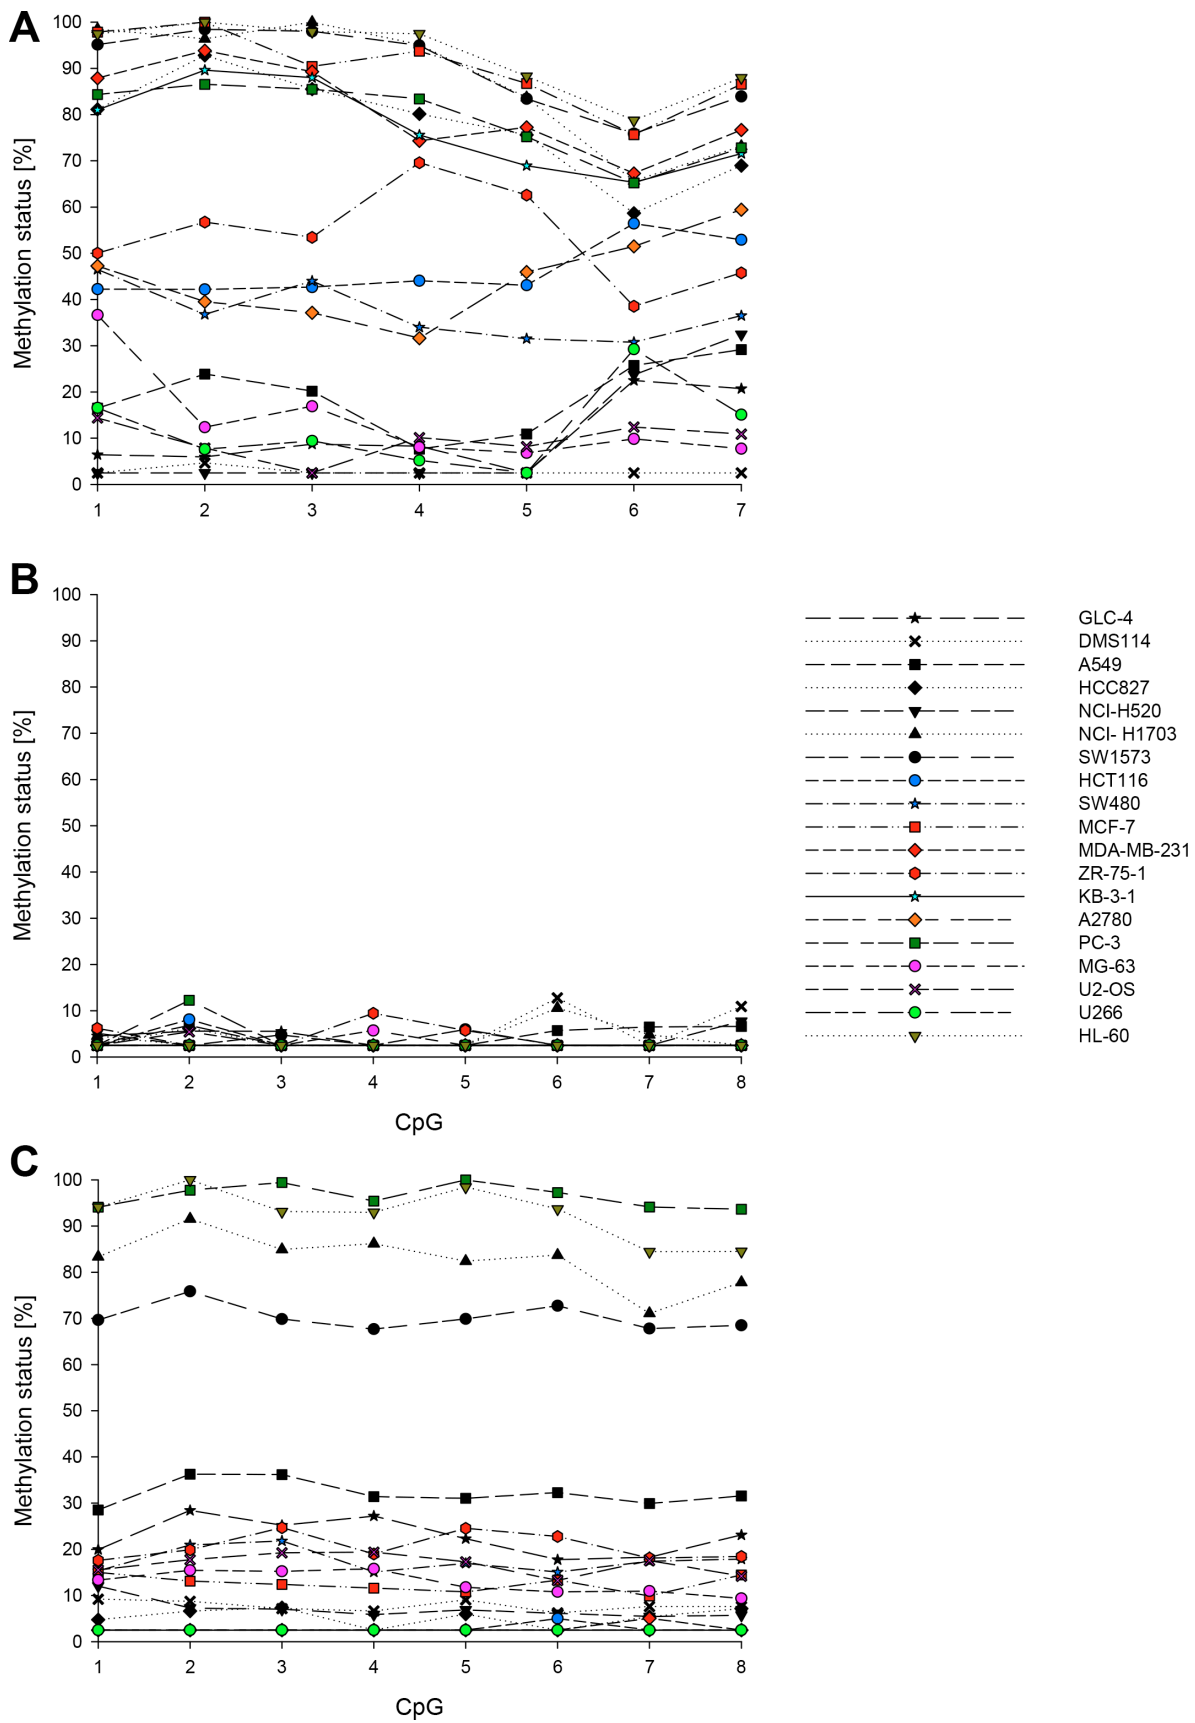 A
Methylation status [%]
100
90
80
70
60
50
40
30
20
10
0
1 2 3 4 5 6 7
B
Methylation status [%]
100
90
80
70
60
50
40
30
20
10
0
1 2 3 4 5 6 7 8
CpG
GLC-4
DMS114
A549
HCC827
NCI-H520
NCI- H1703
SW1573
HCT116
SW480
MCF-7
MDA-MB-231
ZR-75-1
KB-3-1
A2780
PC-3
MG-63
U2-OS
U266
HL-60
C
Methylation status [%]
100
90
80
70
60
50
40
30
20
10
0
1 2 3 4 5 6 7 8
CpG